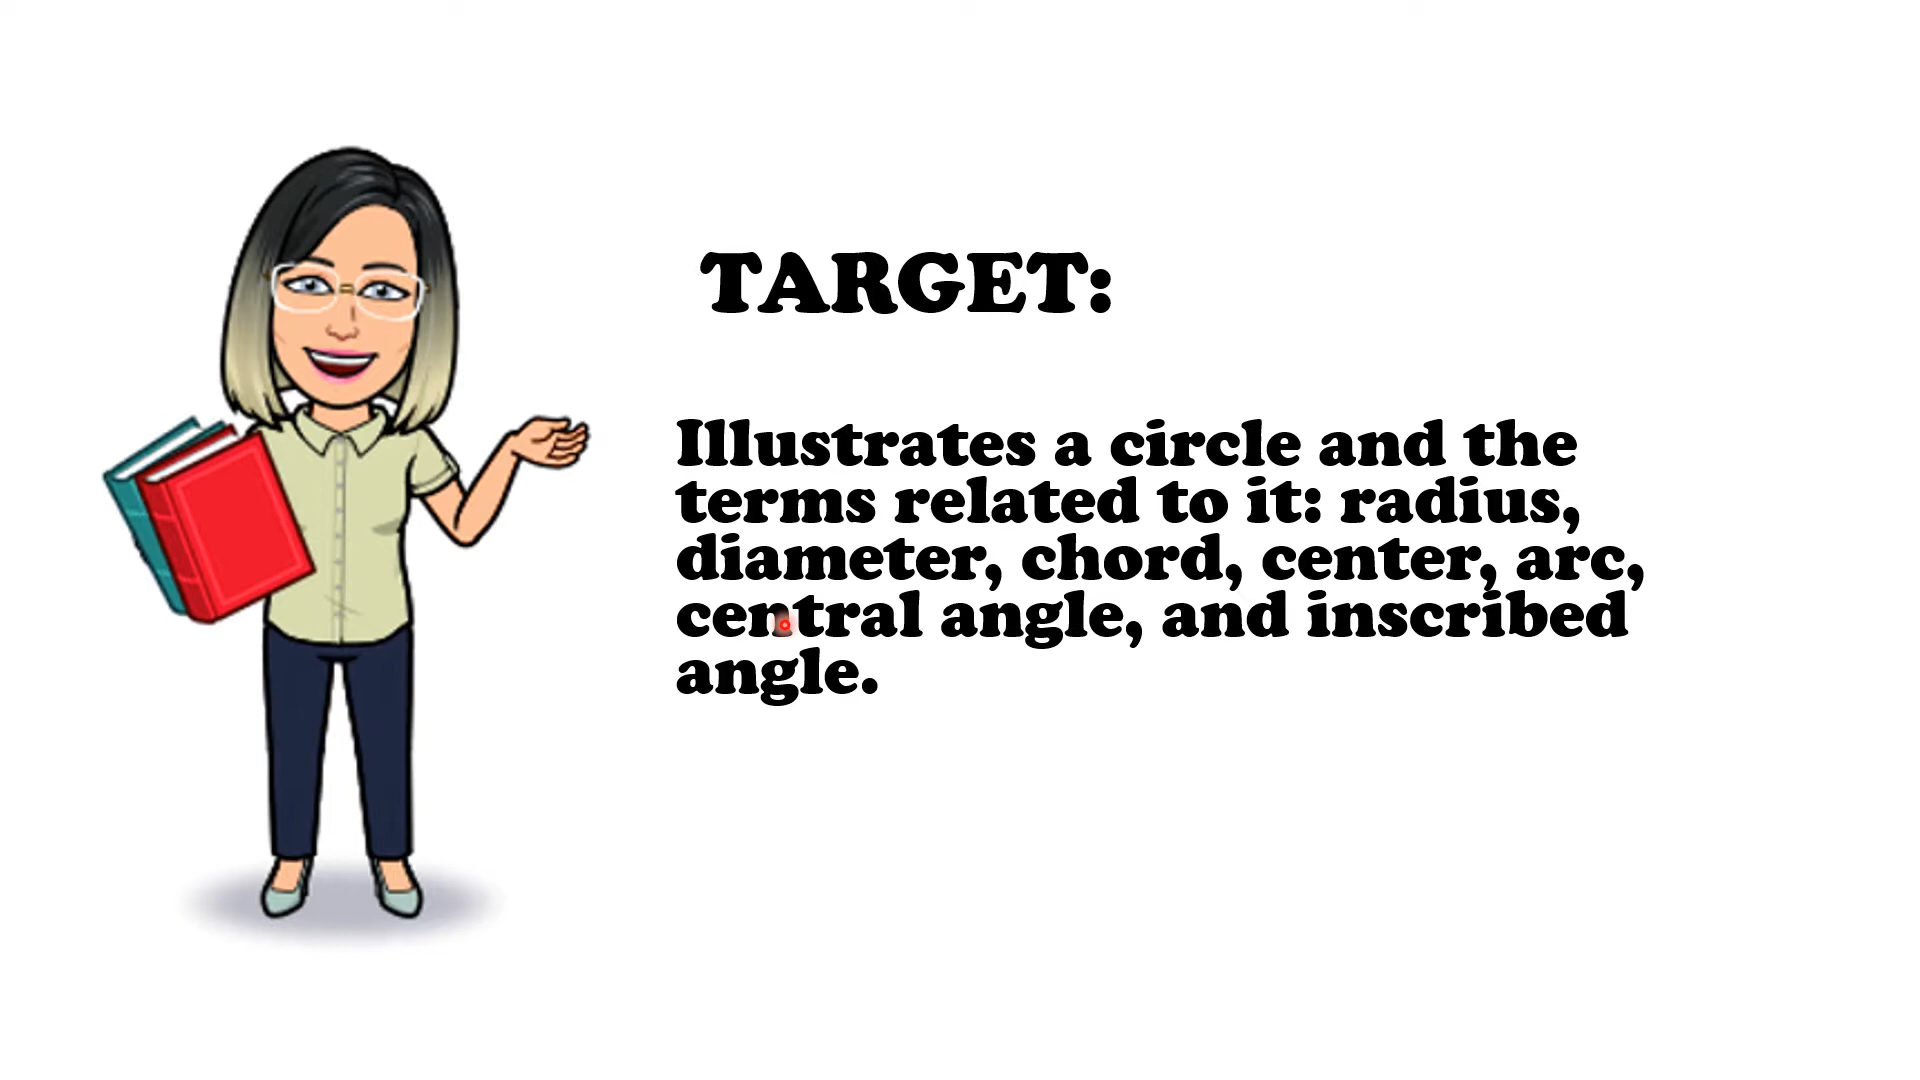 TARGET:
Illustrates a circle and the
terms related to it: radius,
diameter, chord, center, arc,
central angle, and inscribed
angle.